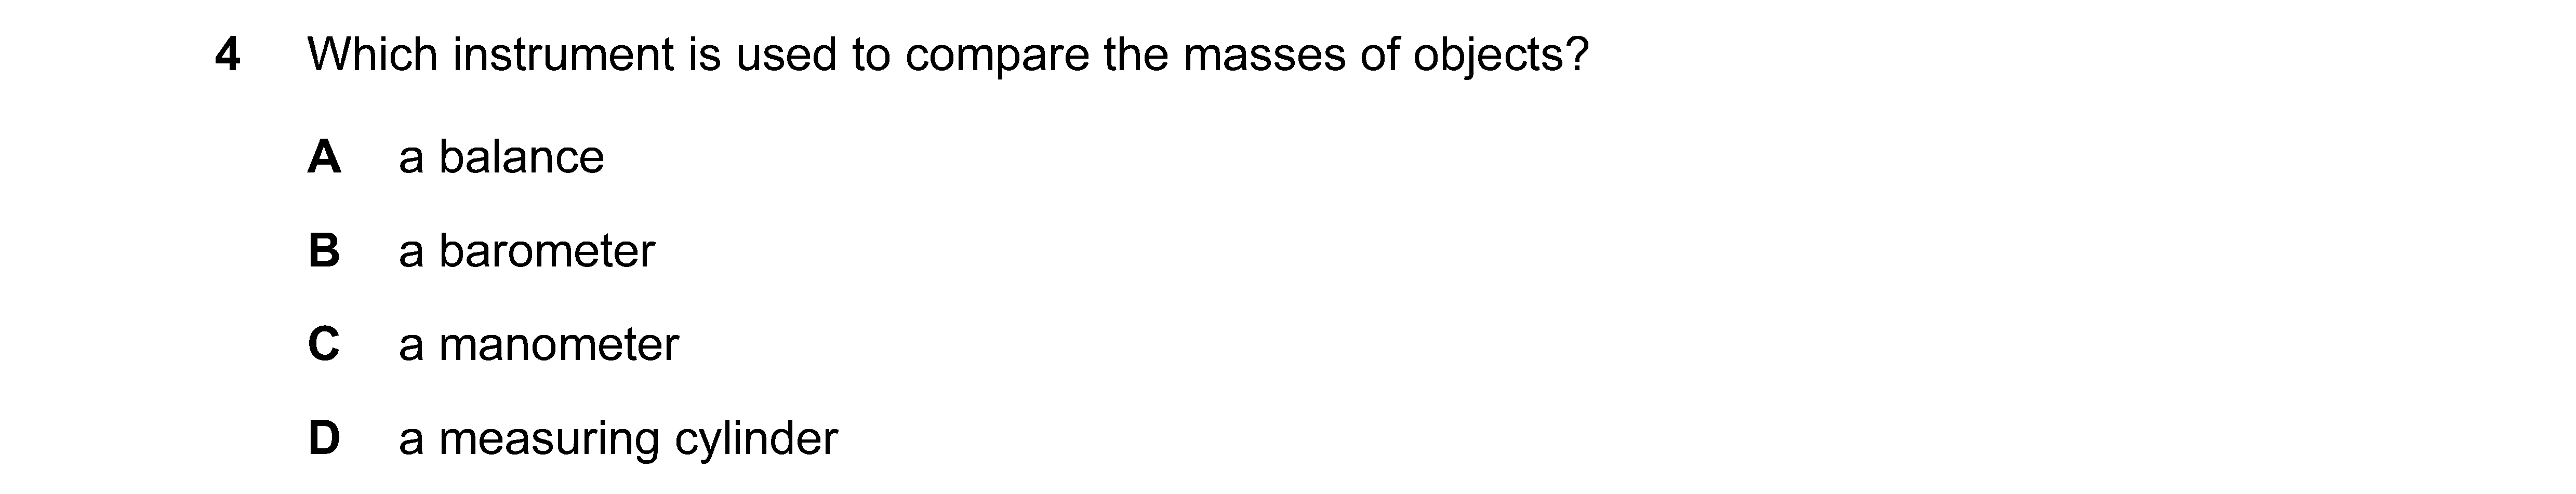 4 Which instrument is used to compare the masses of objects?
A a balance
B a barometer
C a manometer
D a measuring cylinder